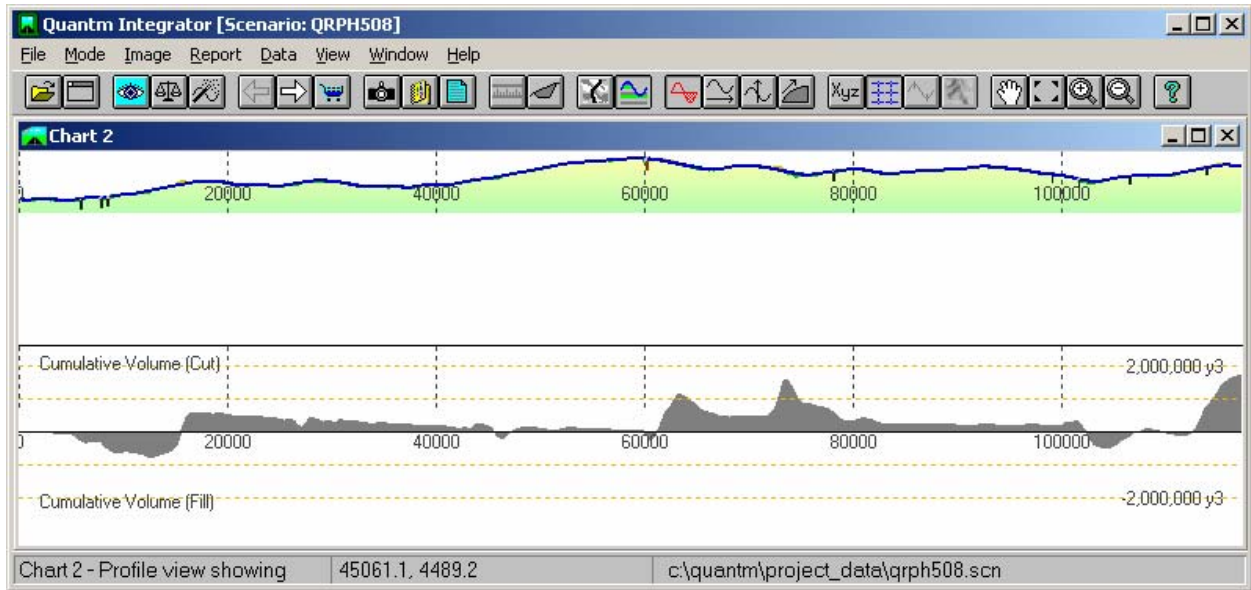 Quantm Integrator [Scenario: QRPH508]
File Mode Image Report Data View Window Help
Xyz
?
Chart 2
20000 40000 60000 80000 100000
Cumulative Volume (Cut) 2,000,000 y3
0 20000 40000 60000 80000 100000
Cumulative Volume (Fill) -2,000,000 y3
Chart 2 - Profile view showing 45061.1, 4489.2 c:\quantm\project_data\qrph508.scn